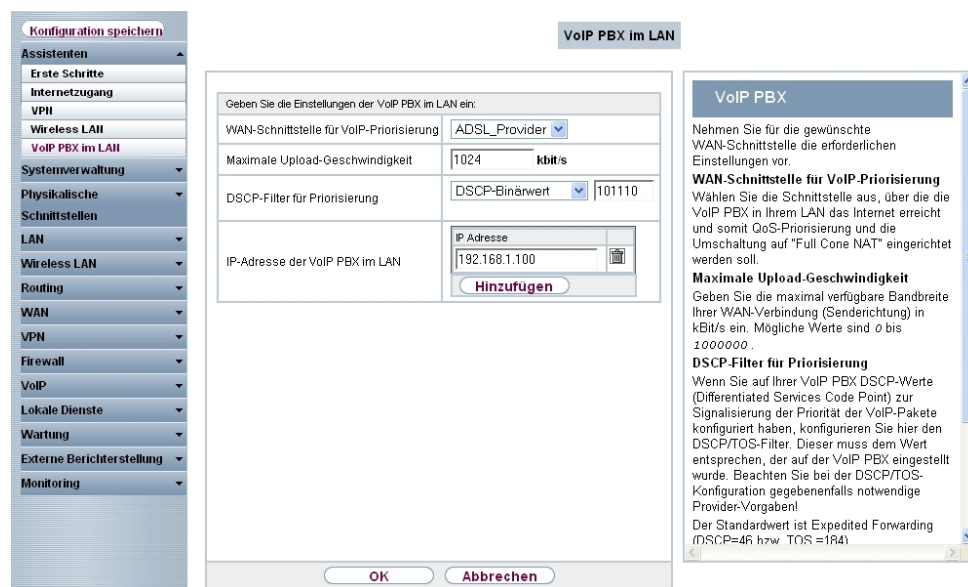 Konfiguration speichern
Assistenten
Erste Schritte
Internetzugang
VPN
Wireless LAN
VoIP PBX im LAN
Systemverwaltung
Physikalische
Schnittstellen
LAN
Wireless LAN
Routing
WAN
VPN
Firewall
VoIP
Lokale Dienste
Wartung
Externe Berichterstellung
Monitoring
VoIP PBX im LAN
Geben Sie die Einstellungen der VoIP PBX im LAN ein:
WAN-Schnittstelle für VoIP-Priorisierung ADSL_Provider
Maximale Upload-Geschwindigkeit 1024 kbit/s
DSCP-Filter für Priorisierung DSCP-Binärwert 101110
IP-Adresse der VoIP PBX im LAN
IP Adresse
192.168.1.100
Hinzufügen
OK Abbrechen
VoIP PBX
Nehmen Sie für die gewünschte
WAN-Schnittstelle die erforderlichen
Einstellungen vor.
WAN-Schnittstelle für VoIP-Priorisierung
Wählen Sie die Schnittstelle aus, über die die
VoIP PBX in Ihrem LAN das Internet erreicht
und somit QoS-Priorisierung und die
Umschaltung auf "Full Cone NAT" eingerichtet
werden soll.
Maximale Upload-Geschwindigkeit
Geben Sie die maximal verfügbare Bandbreite
Ihrer WAN-Verbindung (Senderichtung) in
kBit/s ein. Mögliche Werte sind 0 bis
1000000 .
DSCP-Filter für Priorisierung
Wenn Sie auf Ihrer VoIP PBX DSCP-Werte
(Differentiated Services Code Point) zur
Signalisierung der Priorität der VoIP-Pakete
konfiguriert haben, konfigurieren Sie hier den
DSCP/TOS-Filter. Dieser muss dem Wert
entsprechen, der auf der VoIP PBX eingestellt
wurde. Beachten Sie bei der DSCP/TOS-
Konfiguration gegebenenfalls notwendige
Provider-Vorgaben!
Der Standardwert ist Expedited Forwarding
(DSCP=46 bzw. TOS =184)